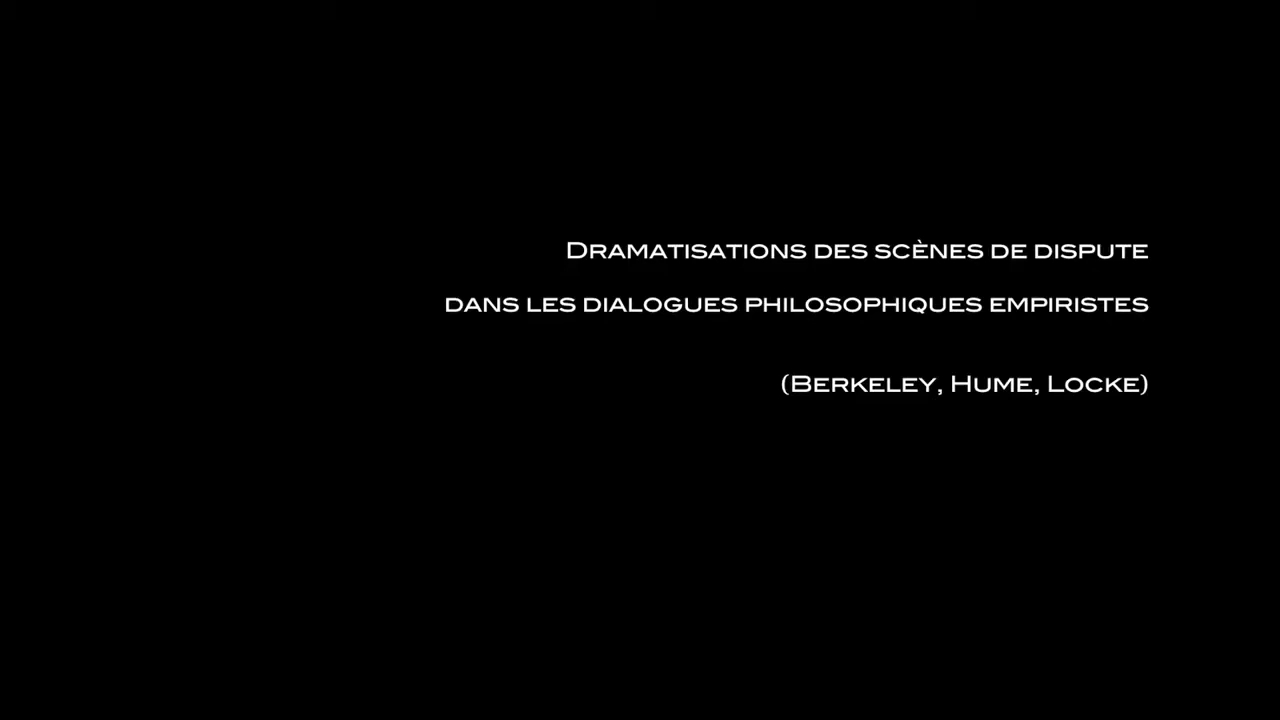 Dramatisations des scènes de dispute
dans les dialogues philosophiques empiristes
(Berkeley, Hume, Locke)